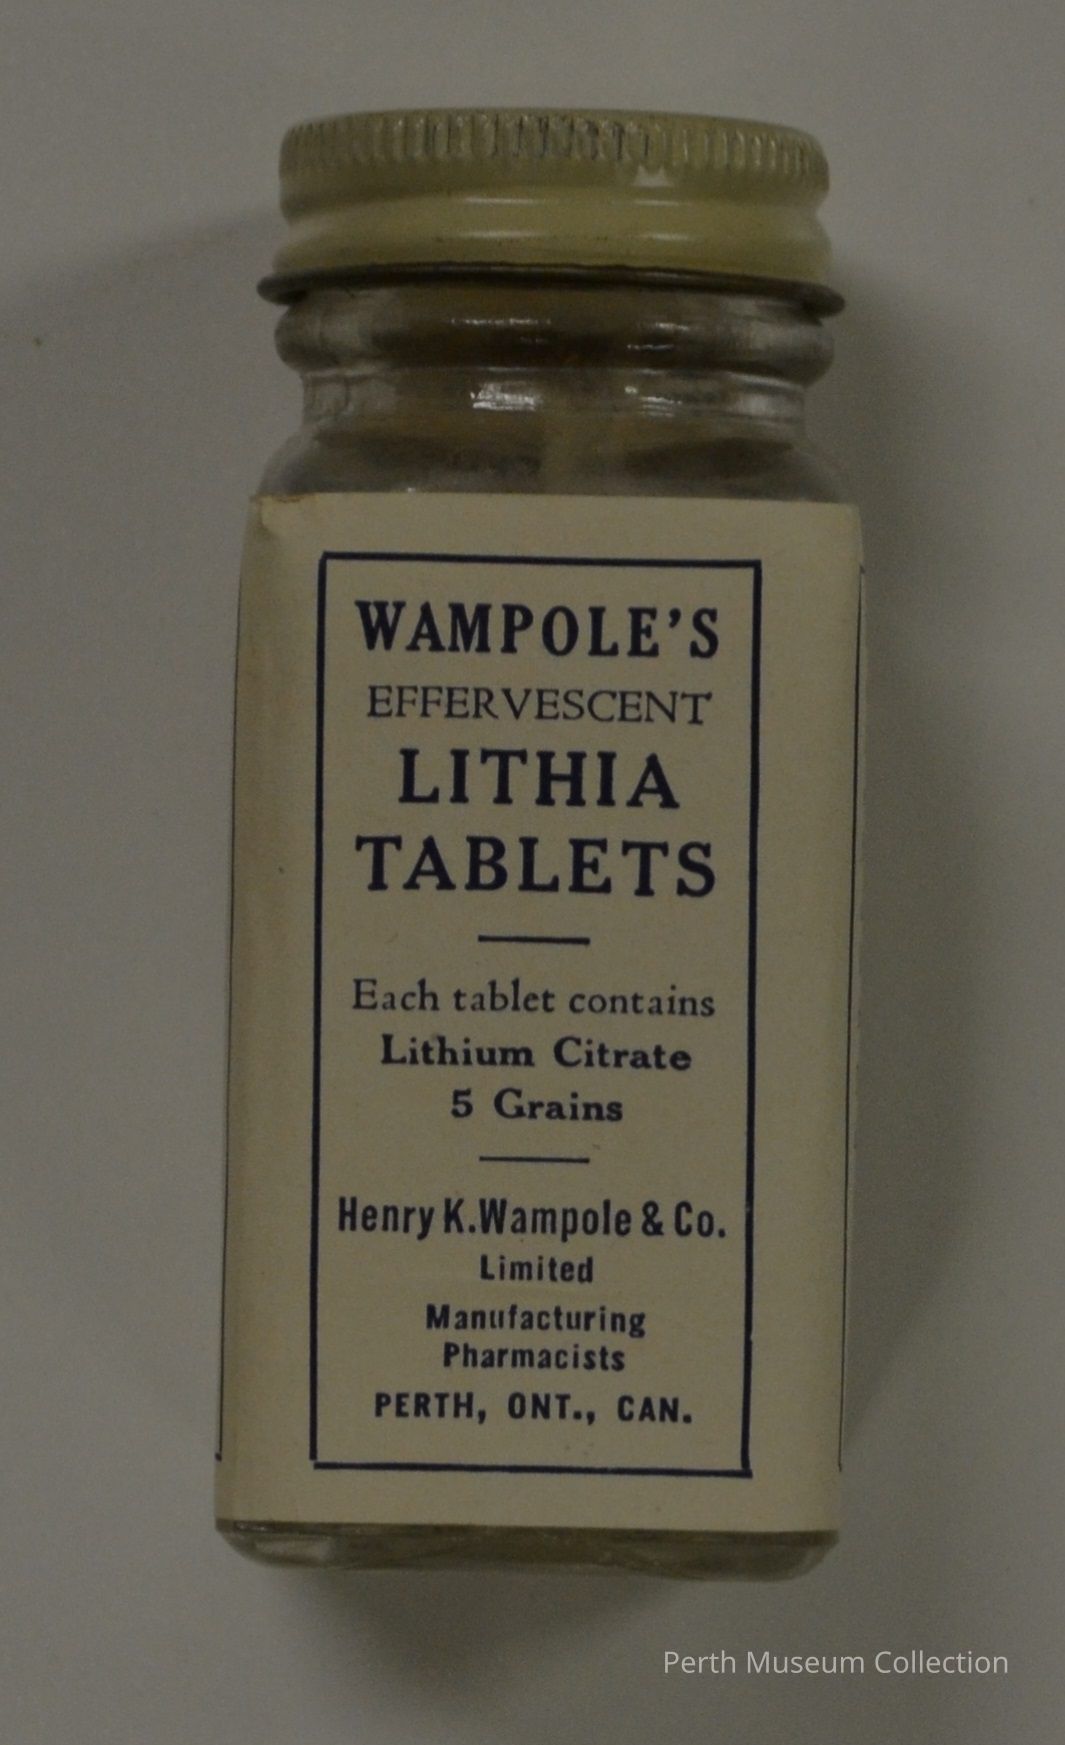 WAMPOLE'S
EFFERVESCENT
LITHIA
TABLETS
Each tablet contains
Lithium Citrate
5 Grains
Henry K. Wampole & Co.
Limited
Manufacturing
Pharmacists
PERTH, ONT., CAN.
Perth Museum Collection